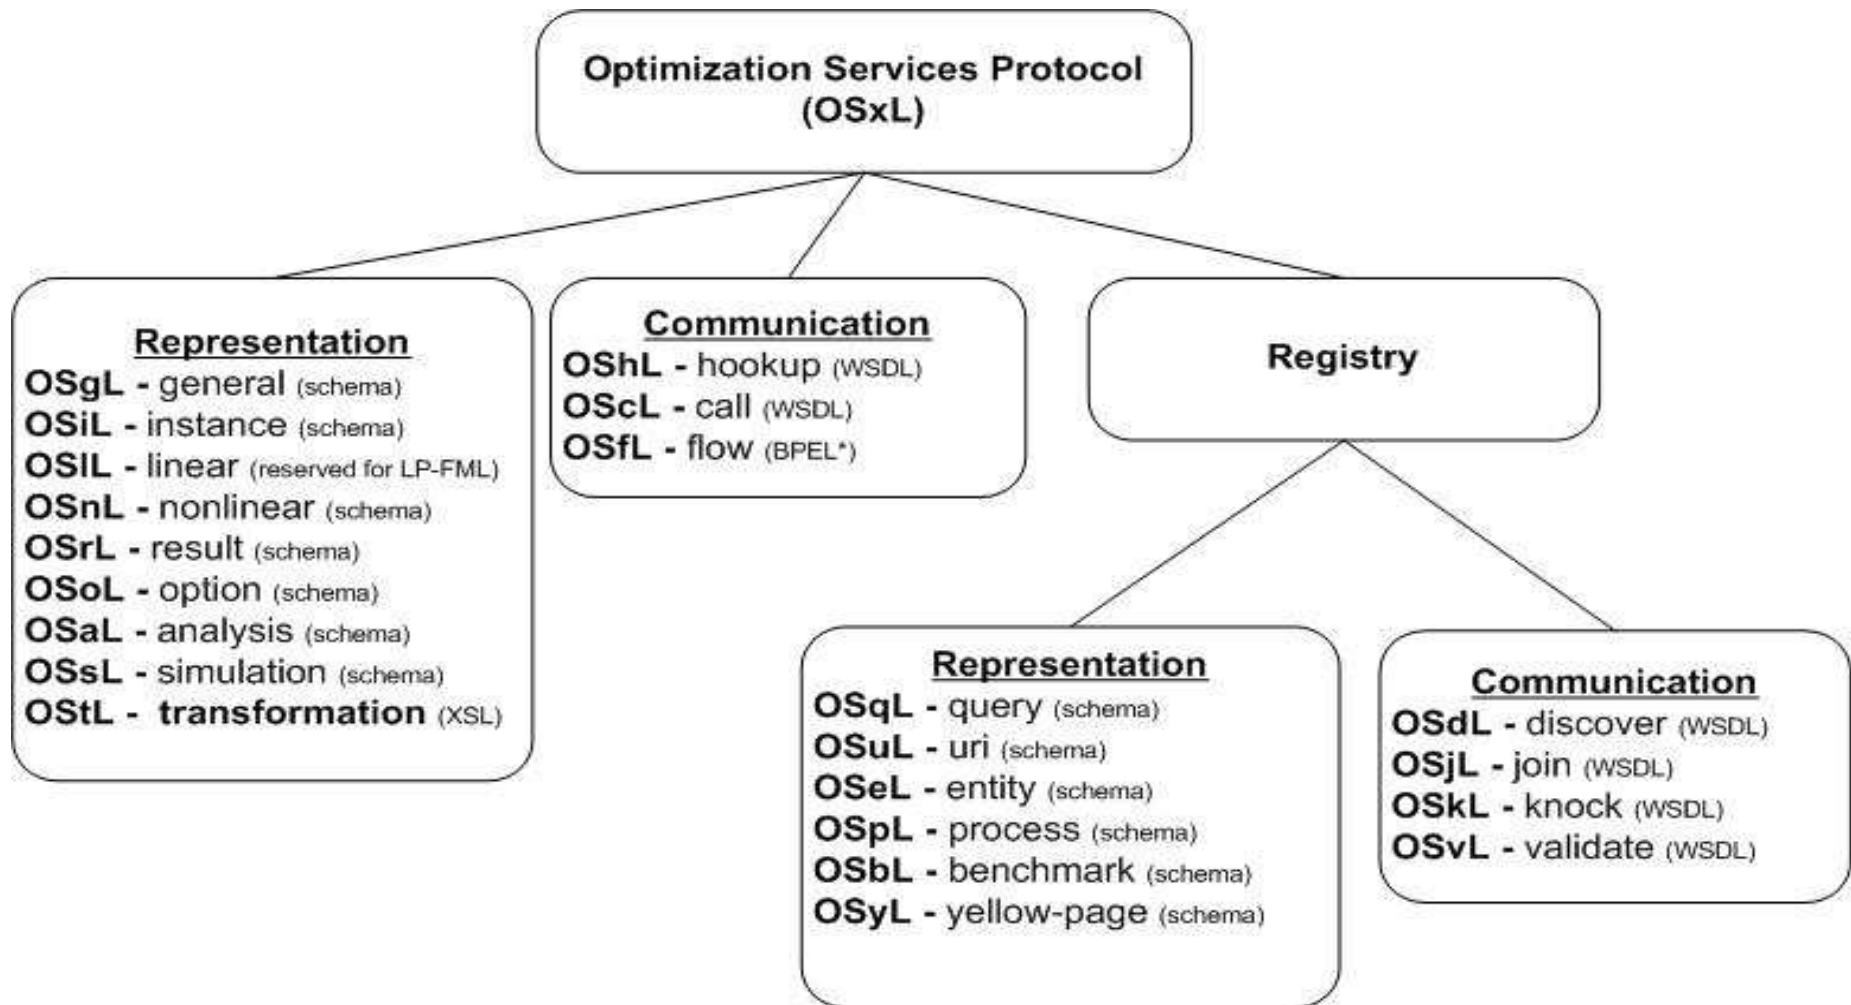 Optimization Services Protocol
(OSxL)
Representation
OSgL - general (schema)
OSiL - instance (schema)
OSlL - linear (reserved for LP-FML)
OSnL - nonlinear (schema)
OSrL - result (schema)
OSoL - option (schema)
OSaL - analysis (schema)
OSsL - simulation (schema)
OStL - transformation (XSL)
Communication
OShL - hookup (WSDL)
OScL - call (WSDL)
OSfL - flow (BPEL*)
Registry
Representation
OSqL - query (schema)
OSuL - uri (schema)
OSeL - entity (schema)
OSpL - process (schema)
OSbL - benchmark (schema)
OSyL - yellow-page (schema)
Communication
OSdL - discover (WSDL)
OSjL - join (WSDL)
OSkL - knock (WSDL)
OSvL - validate (WSDL)